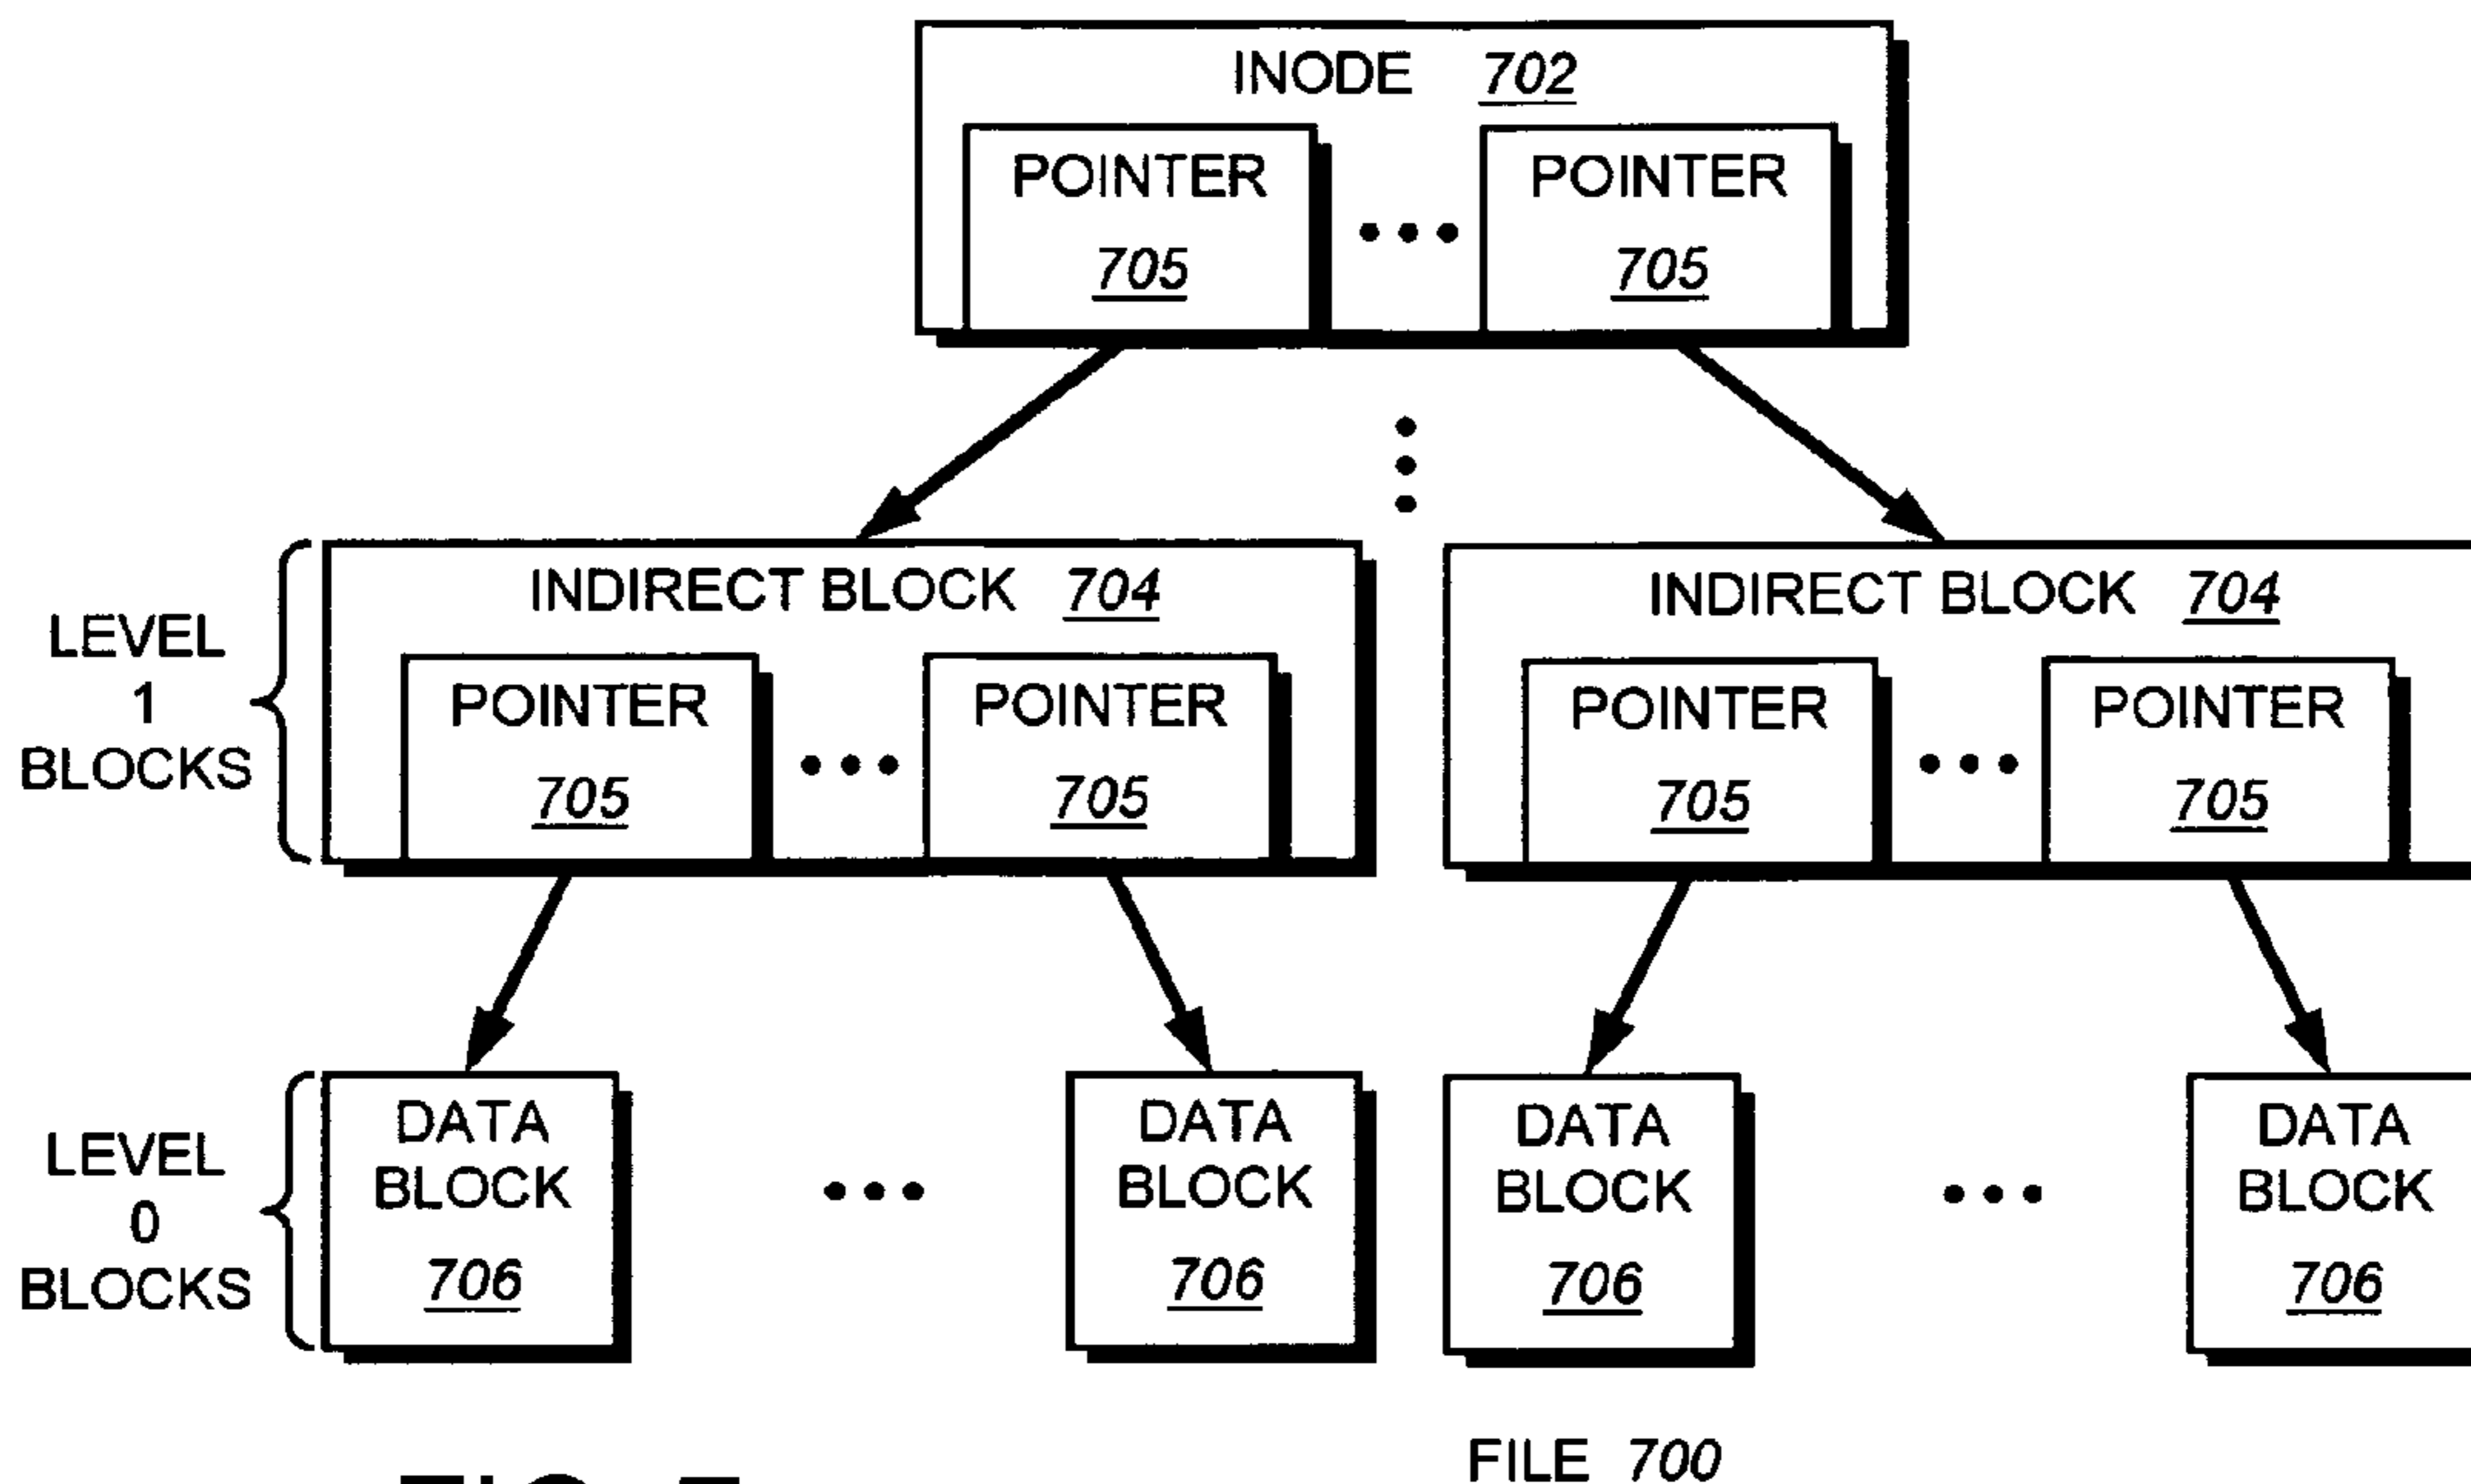 INODE 702
POINTER POINTER
••• 
705 705
INDIRECT BLOCK 704 INDIRECT BLOCK 704
LEVEL
1
BLOCKS
POINTER POINTER POINTER POINTER
••• •••
705 705 705 705
LEVEL
0
BLOCKS
DATA DATA DATA DATA
BLOCK BLOCK BLOCK BLOCK
••• •••
706 706 706 706
FILE 700